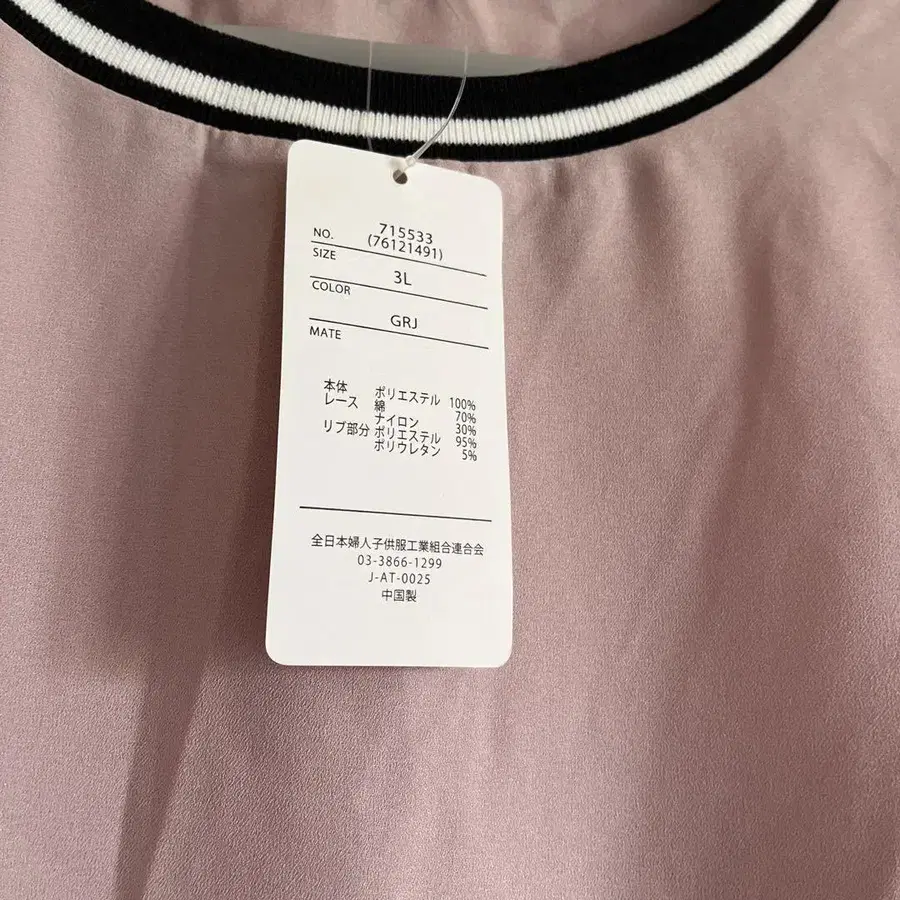 NO. 715533
(76121491)
SIZE
3L
COLOR
GRJ
MATE
本体 ポリエステル 100%
レース 綿 70%
ナイロン 30%
リブ部分 ポリエステル 95%
ポリウレタン 5%
全日本婦人子供服工業組合連合会
03-3866-1299
J-AT-0025
中国製